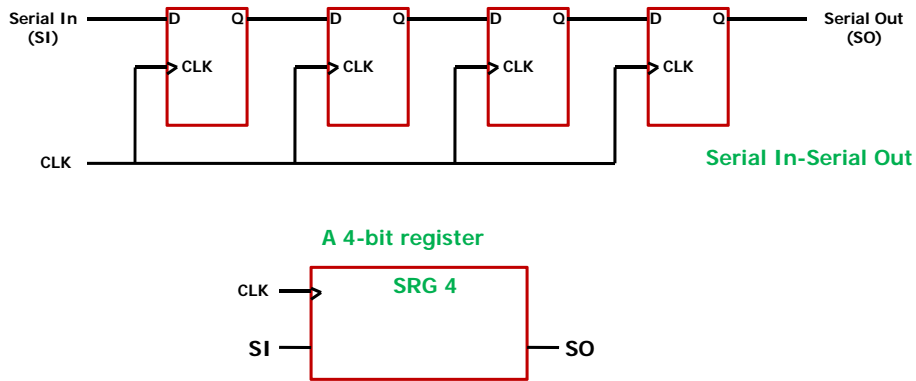 Serial In
(SI)
D Q D Q D Q D Q
Serial Out
(SO)
CLK CLK CLK CLK
CLK
Serial In-Serial Out
A 4-bit register
SRG 4
CLK
SI
SO